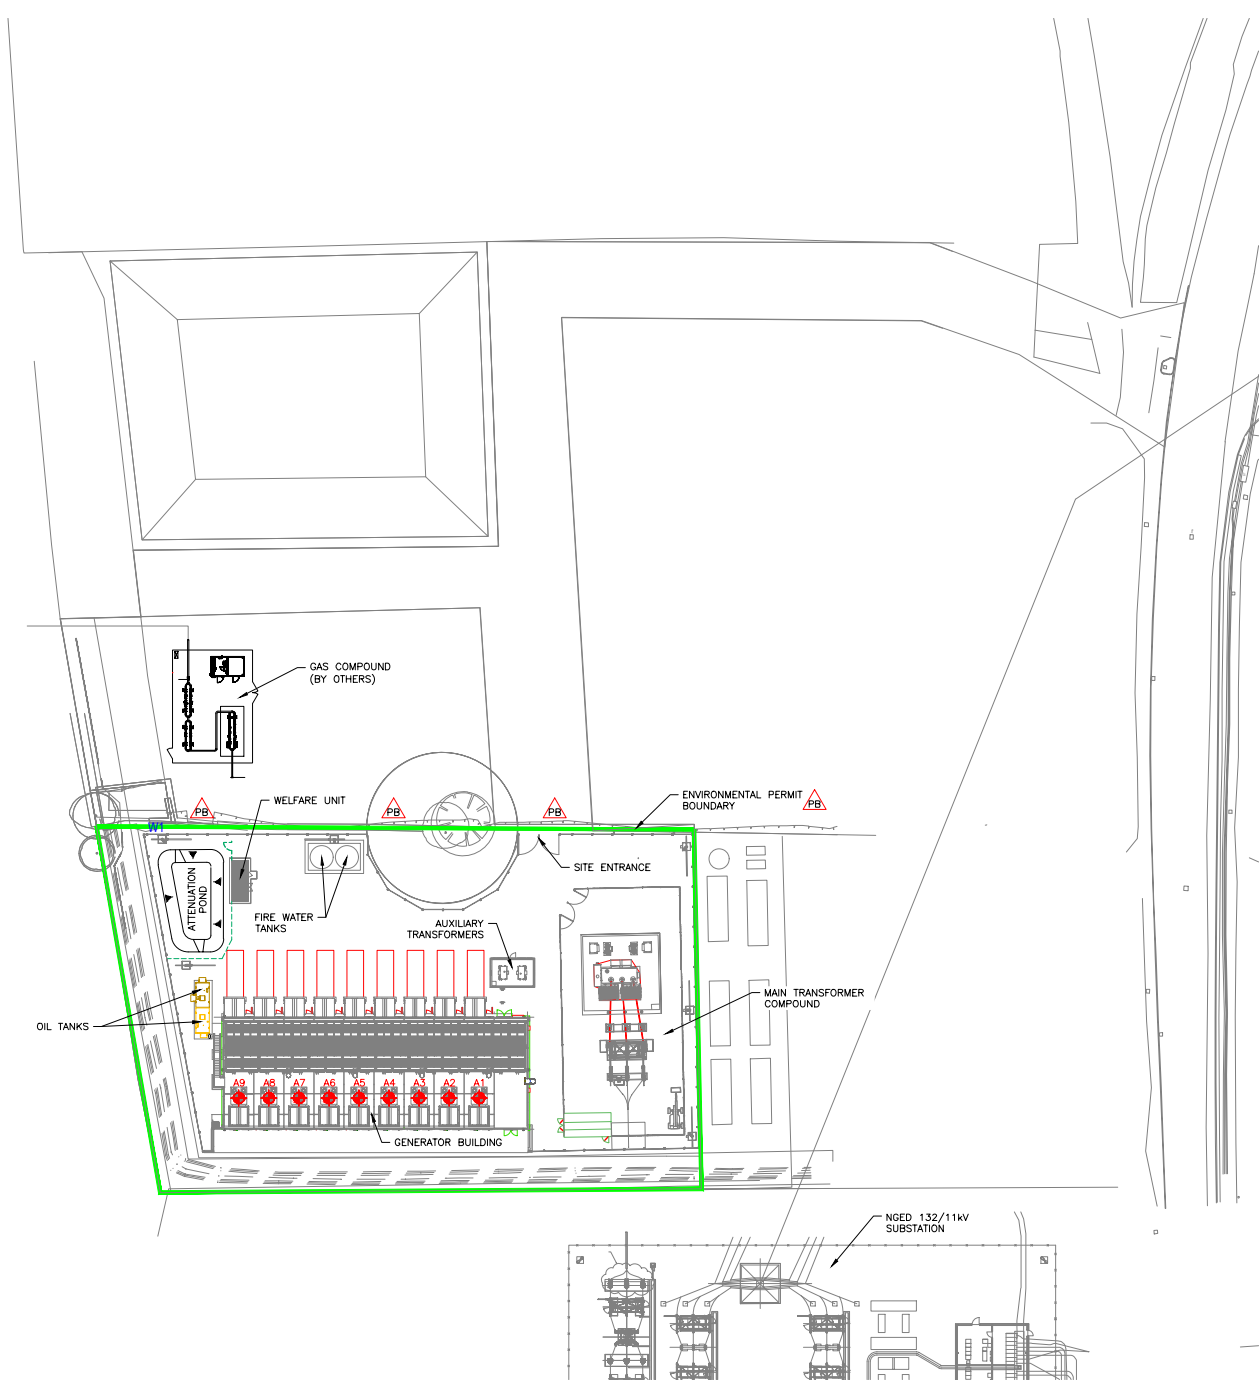 GAS COMPOUND
(BY OTHERS)
ENVIRONMENTAL PERMIT
BOUNDARY
PB
PB
PB
PB
WELFARE UNIT
W1
SITE ENTRANCE
ATTENUATION
POND
FIRE WATER
TANKS
AUXILIARY
TRANSFORMERS
MAIN TRANSFORMER
COMPOUND
OIL TANKS
A9
A8
A7
A6
A5
A4
A3
A2
A1
GENERATOR BUILDING
NGED 132/11kV
SUBSTATION